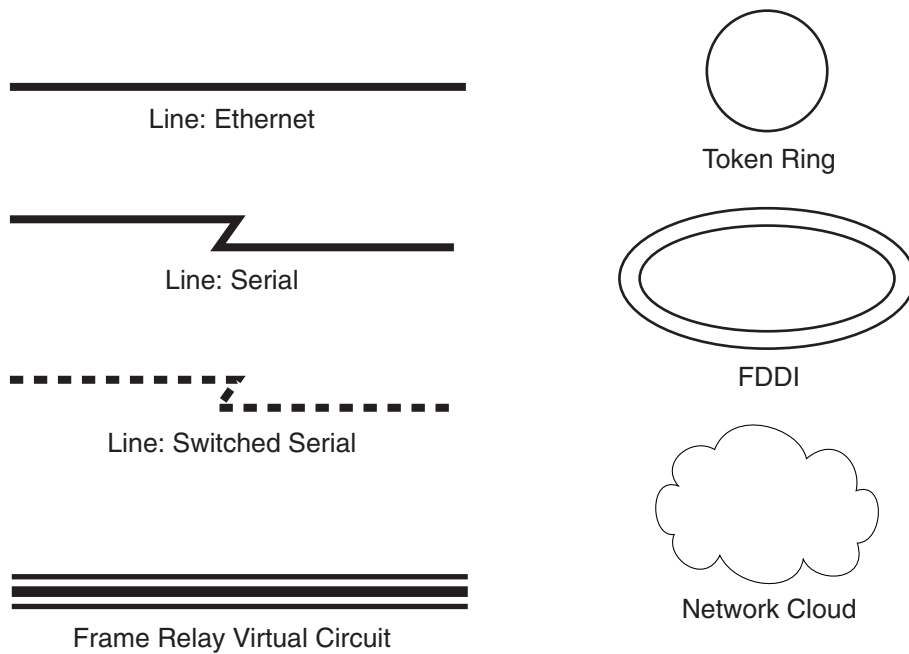 Line: Ethernet
Line: Serial
Line: Switched Serial
Frame Relay Virtual Circuit
Token Ring
FDDI
Network Cloud